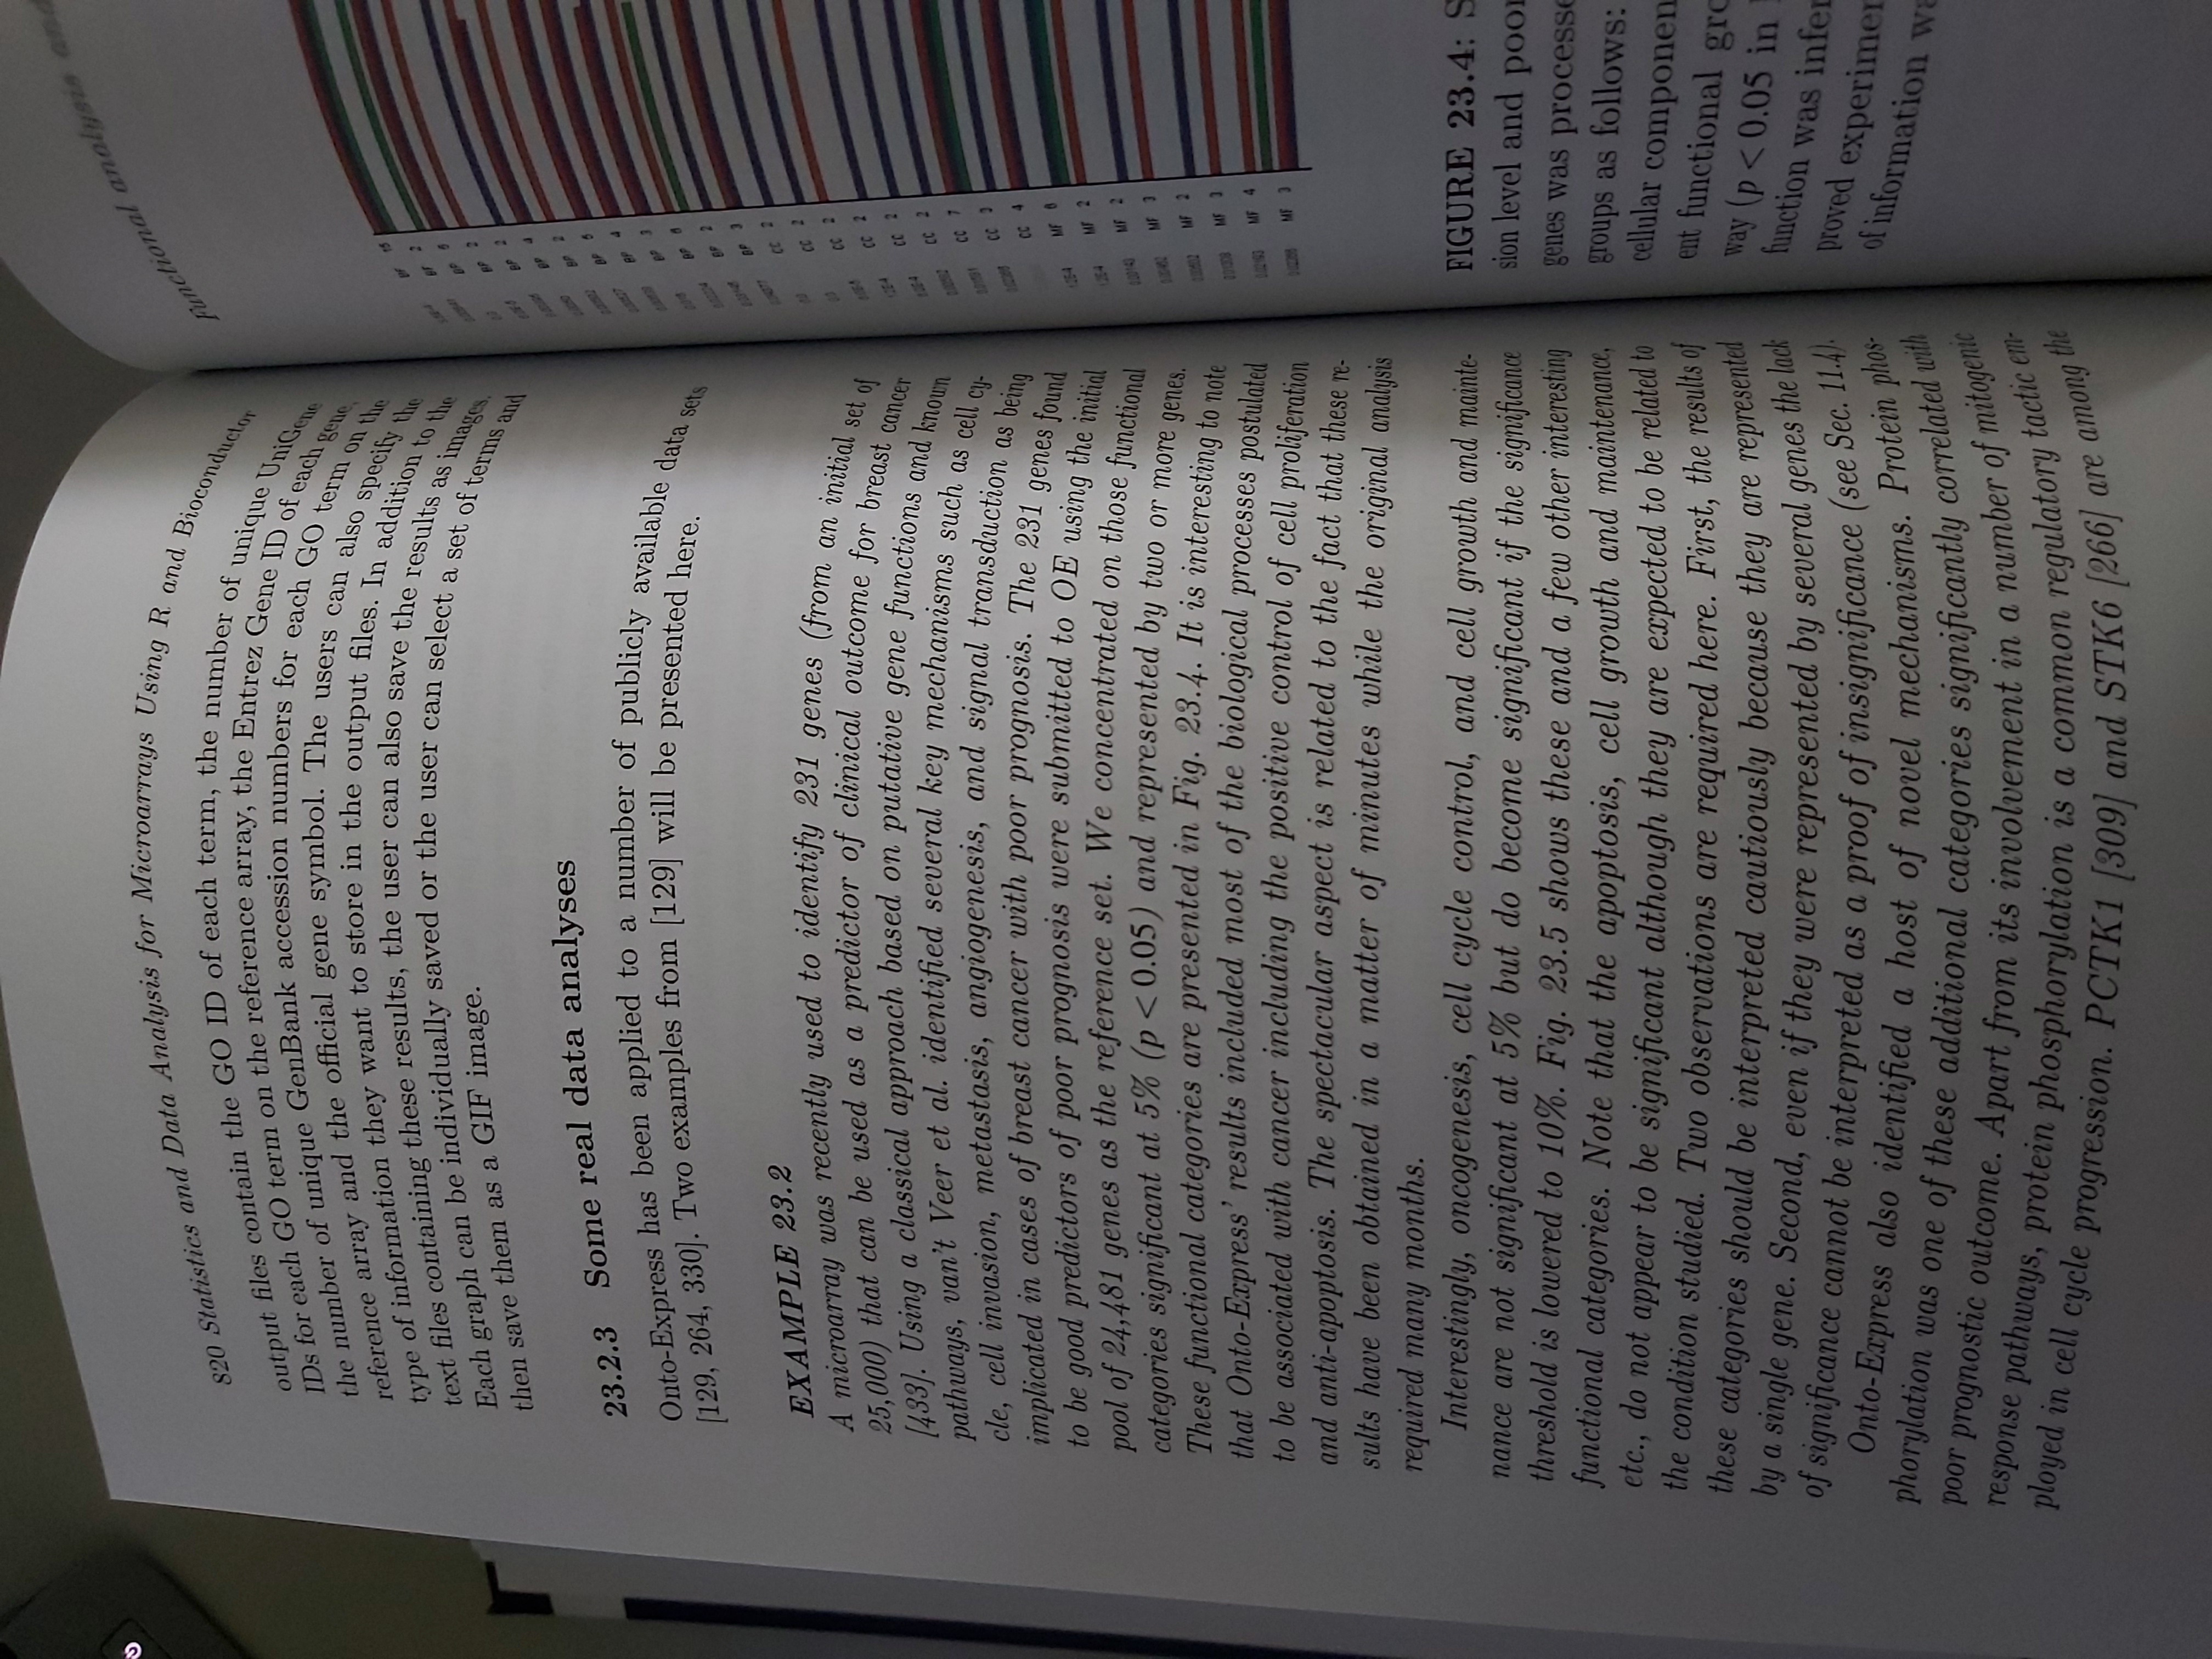 820 Statistics and Data Analysis for Microarrays Using R and Bioconductor
output files contain the GO ID of each term, the number of unique UniGene
IDs for each GO term on the reference array, the Entrez Gene ID of each gene,
the number of unique GenBank accession numbers for each GO term on the
reference array and the official gene symbol. The users can also specify the
type of information they want to store in the output files. In addition to the
text files containing these results, the user can also save the results as images.
Each graph can be individually saved or the user can select a set of terms and
then save them as a GIF image.
23.2.3 Some real data analyses
Onto-Express has been applied to a number of publicly available data sets
[129, 264, 330]. Two examples from [129] will be presented here.
EXAMPLE 23.2
A microarray was recently used to identify 231 genes (from an initial set of
25,000) that can be used as a predictor of clinical outcome for breast cancer
[433]. Using a classical approach based on putative gene functions and known
pathways, van't Veer et al. identified several key mechanisms such as cell cy-
cle, cell invasion, metastasis, angiogenesis, and signal transduction as being
implicated in cases of breast cancer with poor prognosis. The 231 genes found
to be good predictors of poor prognosis were submitted to OE using the initial
pool of 24,481 genes as the reference set. We concentrated on those functional
categories significant at 5% (p < 0.05) and represented by two or more genes.
These functional categories are presented in Fig. 23.4. It is interesting to note
that Onto-Express' results included most of the biological processes postulated
to be associated with cancer including the positive control of cell proliferation
and anti-apoptosis. The spectacular aspect is related to the fact that these re-
sults have been obtained in a matter of minutes while the original analysis
required many months.
Interestingly, oncogenesis, cell cycle control, and cell growth and mainte-
nance are not significant at 5% but do become significant if the significance
threshold is lowered to 10%. Fig. 23.5 shows these and a few other interesting
functional categories. Note that the apoptosis, cell growth and maintenance,
etc., do not appear to be significant although they are expected to be related to
the condition studied. Two observations are required here. First, the results of
these categories should be interpreted cautiously because they are represented
by a single gene. Second, even if they were represented by several genes the lack
of significance cannot be interpreted as a proof of insignificance (see Sec. 11.4).
Onto-Express also identified a host of novel mechanisms. Protein phos-
phorylation was one of these additional categories significantly correlated with
poor prognostic outcome. Apart from its involvement in a number of mitogenic
response pathways, protein phosphorylation is a common regulatory tactic em-
ployed in cell cycle progression. PCTK1 [309] and STK6 [266] are among the
Functional analysis and
BF 15
BF 2
BP 5
BP 2
BP 2
BP 4
BP 2
BP 5
BP 4
BP 3
BP 6
BP 2
BP 3
CC 2
CC 2
CC 2
CC 2
CC 2
CC 2
CC 7
CC 3
CC 4
MF 6
MF 2
MF 2
MF 3
MF 2
MF 3
MF 4
MF 3
FIGURE 23.4: S
sion level and poor
genes was processe
groups as follows:
cellular componen
ent functional gro
way (p < 0.05 in
function was infer
proved experimen
of information wa